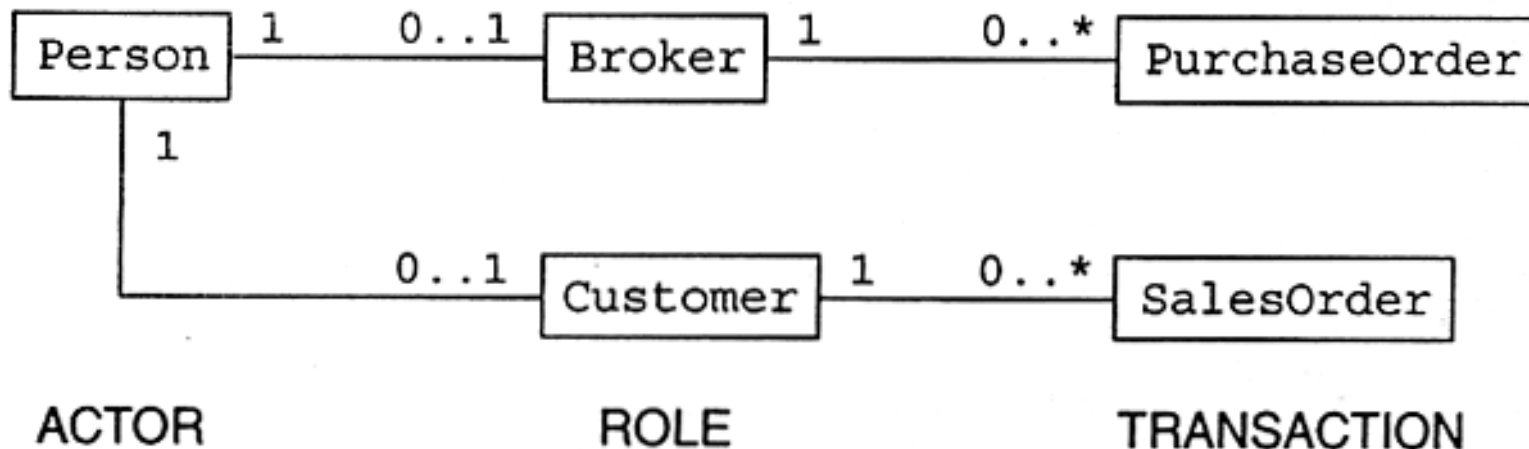 1 0..1 1 0..*
Person Broker PurchaseOrder
1
0..1 1 0..*
Customer SalesOrder
ACTOR ROLE TRANSACTION